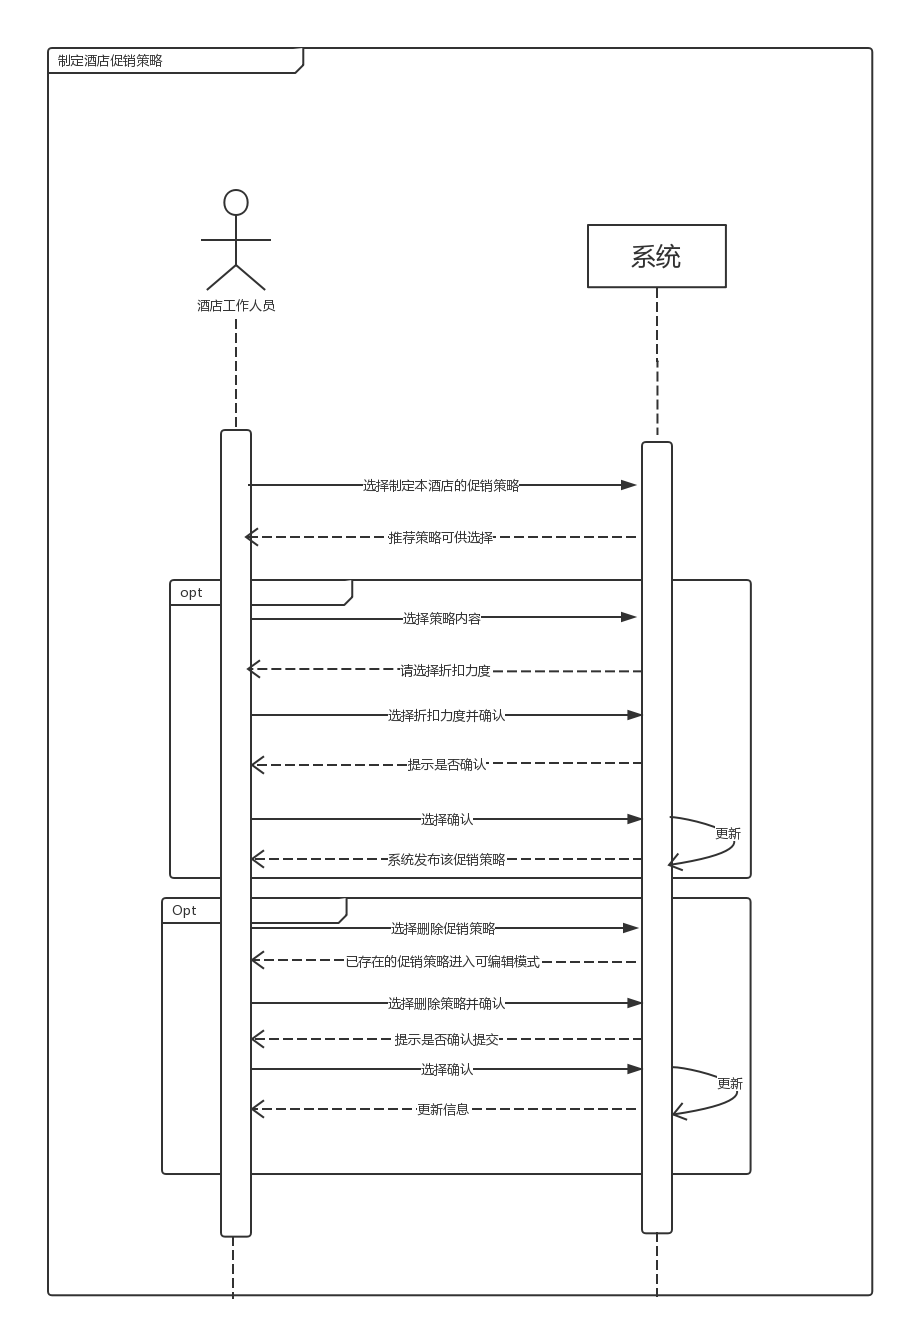 制定酒店促销策略
酒店工作人员
系统
选择制定本酒店的促销策略
推荐策略可供选择
opt
选择策略内容
请选择折扣力度
选择折扣力度并确认
提示是否确认
选择确认
更新
系统发布该促销策略
Opt
选择删除促销策略
已存在的促销策略进入可编辑模式
选择删除策略并确认
提示是否确认提交
选择确认
更新
更新信息